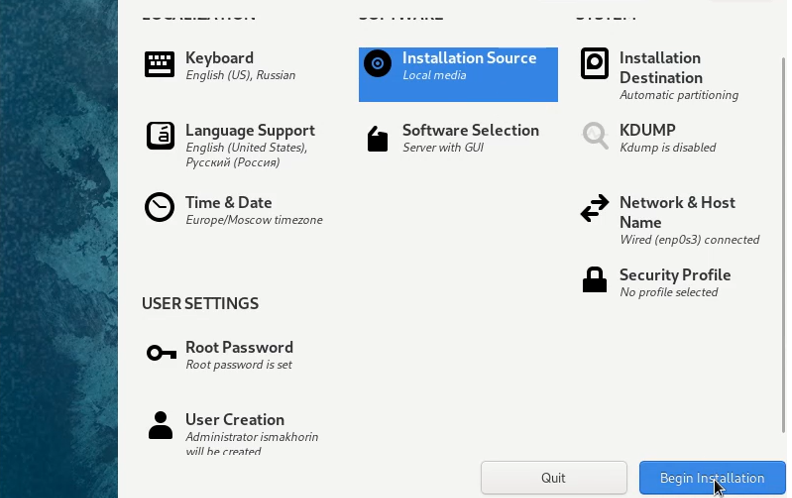 LOCALIZATION
SOFTWARE
SYSTEM
Keyboard
English (US), Russian
Language Support
English (United States),
Русский (Россия)
Time & Date
Europe/Moscow timezone
USER SETTINGS
Root Password
Root password is set
User Creation
Administrator ismakhorin
will be created
Installation Source
Local media
Software Selection
Server with GUI
Installation
Destination
Automatic partitioning
KDUMP
Kdump is disabled
Network & Host
Name
Wired (enp0s3) connected
Security Profile
No profile selected
Quit
Begin Installation